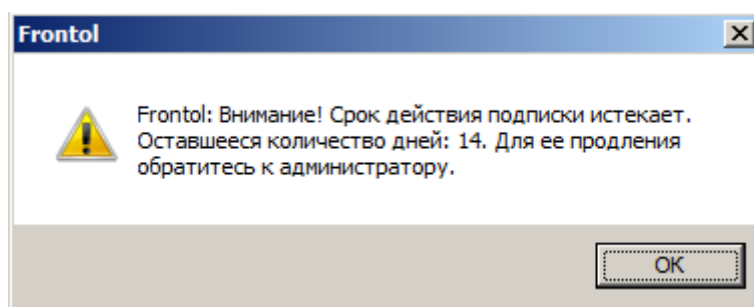 Frontol
Frontol: Внимание! Срок действия подписки истекает.
Оставшееся количество дней: 14. Для ее продления
обратитесь к администратору.
OK